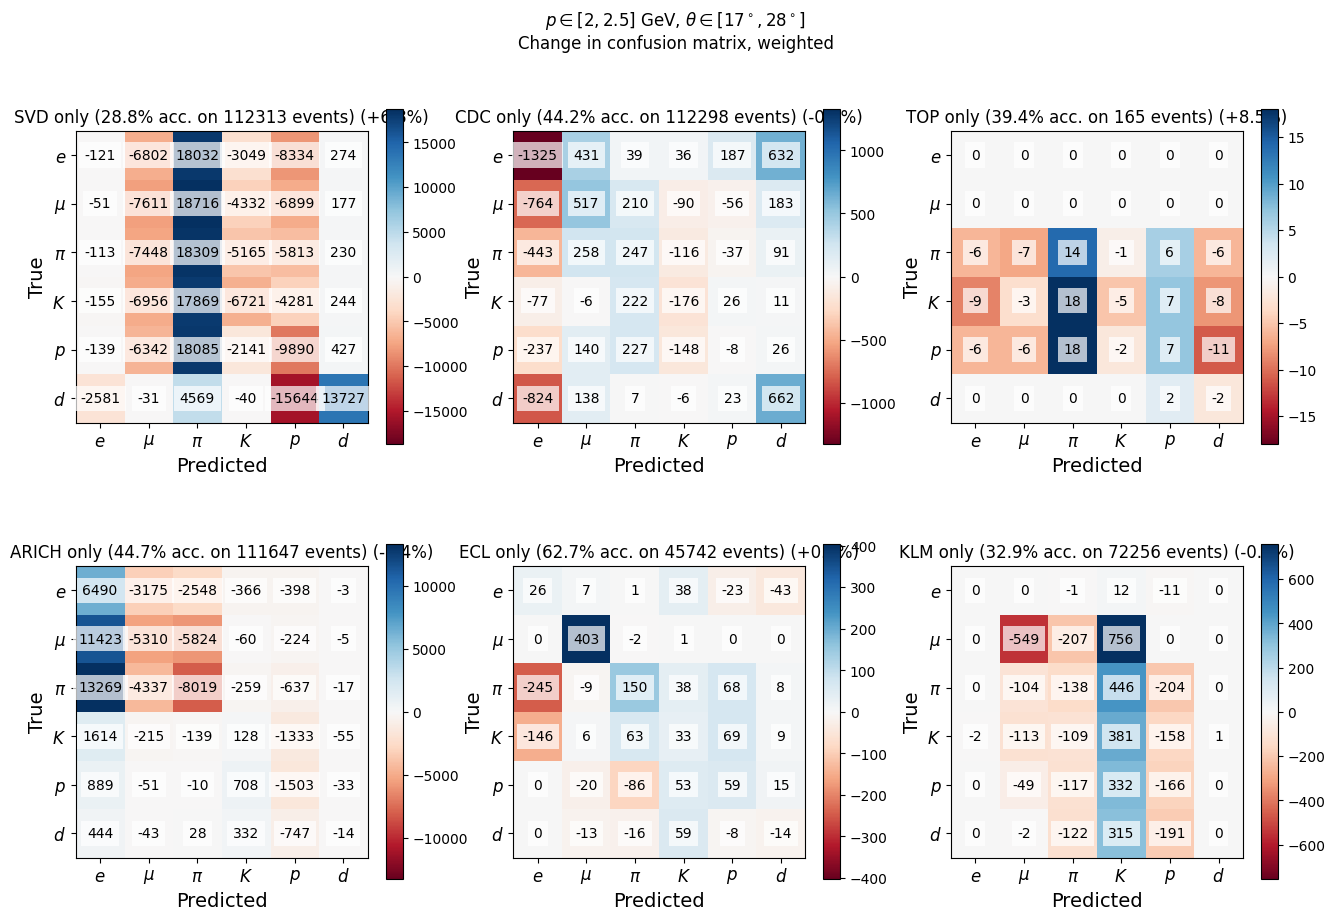 p ∈ [2, 2.5] GeV, θ ∈ [17°, 28°]
Change in confusion matrix, weighted
SVD only (28.8% acc. on 112313 events)
True
e -121 -6802 18032 -3049 -8334 274
μ -51 -7611 18716 -4332 -6899 177
π -113 -7448 18309 -5165 -5813 230
K -155 -6956 17869 -6721 -4281 244
p -139 -6342 18085 -2141 -9890 427
d -2581 -31 4569 -40 -15644 13727
e μ π K p d
Predicted
15000
10000
5000
0
−5000
−10000
−15000
CDC only (44.2% acc. on 112298 events)
True
e -1325 431 39 36 187 632
μ -764 517 210 -90 -56 183
π -443 258 247 -116 -37 91
K -77 -6 222 -176 26 11
p -237 140 227 -148 -8 26
d -824 138 7 -6 23 662
e μ π K p d
Predicted
1000
500
0
−500
−1000
TOP only (39.4% acc. on 165 events)
True
e 0 0 0 0 0 0
μ 0 0 0 0 0 0
π -6 -7 14 -1 6 -6
K -9 -3 18 -5 7 -8
p -6 -6 18 -2 7 -11
d 0 0 0 0 2 -2
e μ π K p d
Predicted
15
10
5
0
−5
−10
−15
ARICH only (44.7% acc. on 111647 events)
True
e 6490 -3175 -2548 -366 -398 -3
μ 11423 -5310 -5824 -60 -224 -5
π 13269 -4337 -8019 -259 -637 -17
K 1614 -215 -139 128 -1333 -55
p 889 -51 -10 708 -1503 -33
d 444 -43 28 332 -747 -14
e μ π K p d
Predicted
10000
5000
0
−5000
−10000
ECL only (62.7% acc. on 45742 events)
True
e 26 7 1 38 -23 -43
μ 0 403 -2 1 0 0
π -245 -9 150 38 68 8
K -146 6 63 33 69 9
p 0 -20 -86 53 59 15
d 0 -13 -16 59 -8 -14
e μ π K p d
Predicted
400
300
200
100
0
−100
−200
−300
−400
KLM only (32.9% acc. on 72256 events)
True
e 0 0 -1 12 -11 0
μ 0 -549 -207 756 0 0
π 0 -104 -138 446 -204 0
K -2 -113 -109 381 -158 1
p 0 -49 -117 332 -166 0
d 0 -2 -122 315 -191 0
e μ π K p d
Predicted
600
400
200
0
−200
−400
−600